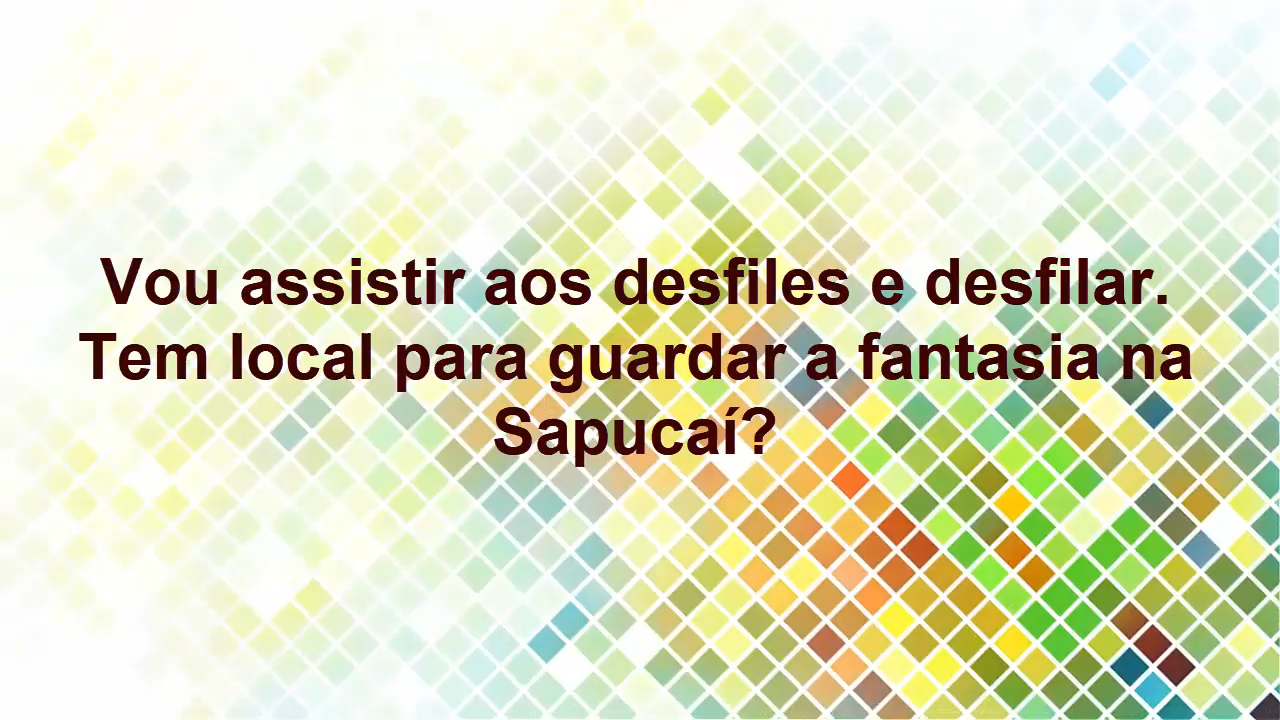 Vou assistir aos desfiles e desfilar.
Tem local para guardar a fantasia na
Sapucaí?